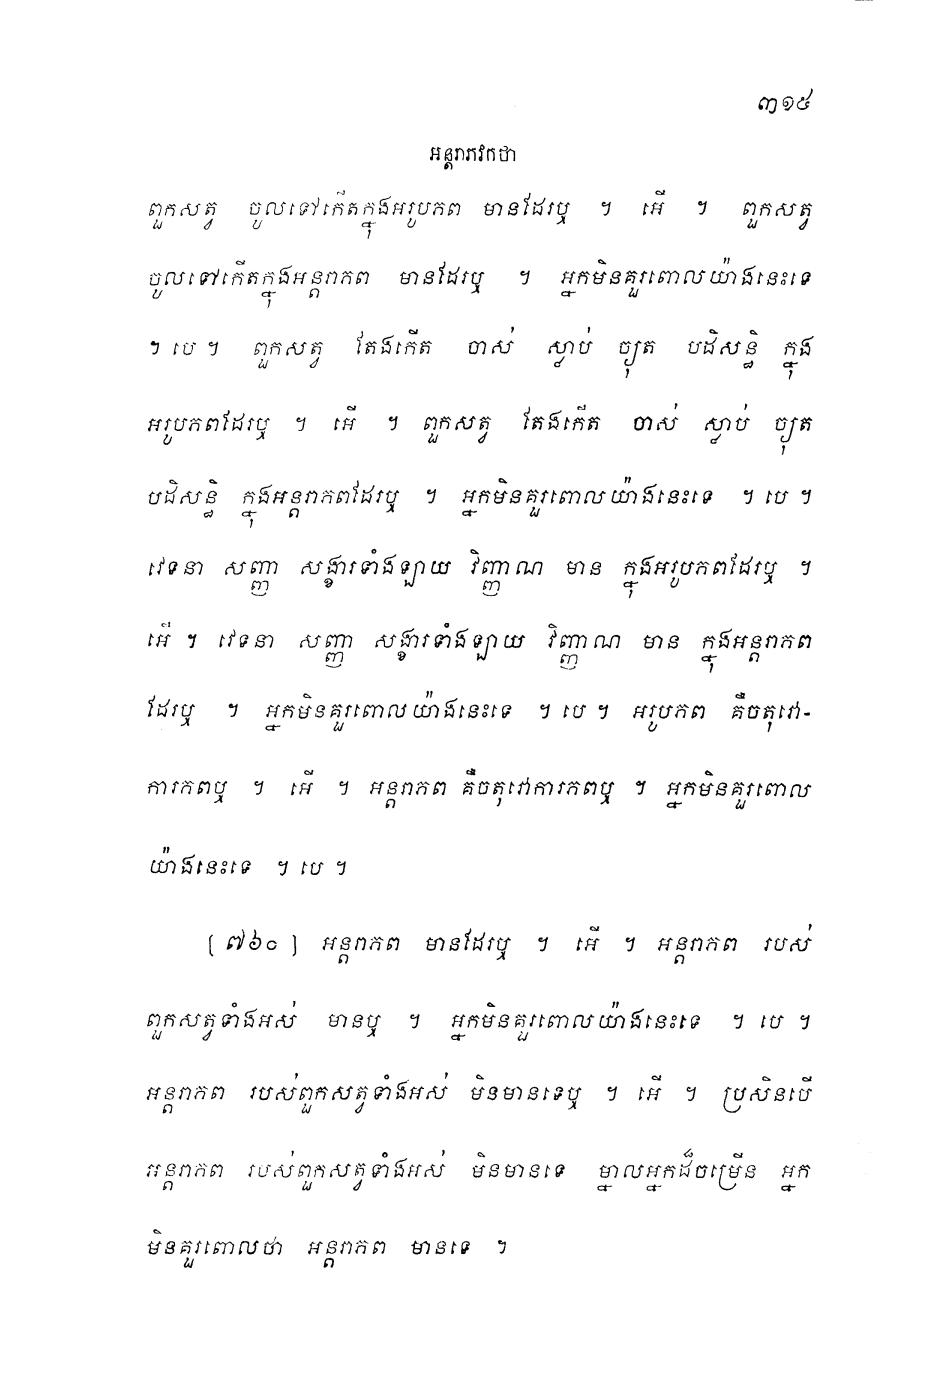 ៣១៥
អន្តរាភវកថា
ពួកសត្វ ចូលទៅកើតក្នុងអរូបភព មានដែរឬ ។ អើ ។ ពួកសត្វ
ចូលទៅកើតក្នុងអន្តរាភព មានដែរឬ ។ អ្នកមិនគួរពោលយ៉ាងនេះទេ
។ បេ ។ ពួកសត្វ តែងកើត ចាស់ ស្លាប់ ច្យុត បដិសន្ធិ ក្នុង
អរូបភពដែរឬ ។ អើ ។ ពួកសត្វ តែងកើត ចាស់ ស្លាប់ ច្យុត
បដិសន្ធិ ក្នុងអន្តរាភពដែរឬ ។ អ្នកមិនគួរពោលយ៉ាងនេះទេ ។ បេ ។
វេទនា សញ្ញា សង្ខារទាំងឡាយ វិញ្ញាណ មាន ក្នុងអរូបភពដែរឬ ។
អើ ។ វេទនា សញ្ញា សង្ខារទាំងឡាយ វិញ្ញាណ មាន ក្នុងអន្តរាភព
ដែរឬ ។ អ្នកមិនគួរពោលយ៉ាងនេះទេ ។ បេ ។ អរូបភព គឺចតុវោ-
ការភពឬ ។ អើ ។ អន្តរាភព គឺចតុវោការភពឬ ។ អ្នកមិនគួរពោល
យ៉ាងនេះទេ ។ បេ ។
[៧៦០] អន្តរាភព មានដែរឬ ។ អើ ។ អន្តរាភព របស់
ពួកសត្វទាំងអស់ មានឬ ។ អ្នកមិនគួរពោលយ៉ាងនេះទេ ។ បេ ។
អន្តរាភព របស់ពួកសត្វទាំងអស់ មិនមានទេឬ ។ អើ ។ ប្រសិនបើ
អន្តរាភព របស់ពួកសត្វទាំងអស់ មិនមានទេ ម្នាលអ្នកដ៏ចម្រើន អ្នក
មិនគួរពោលថា អន្តរាភព មានទេ ។